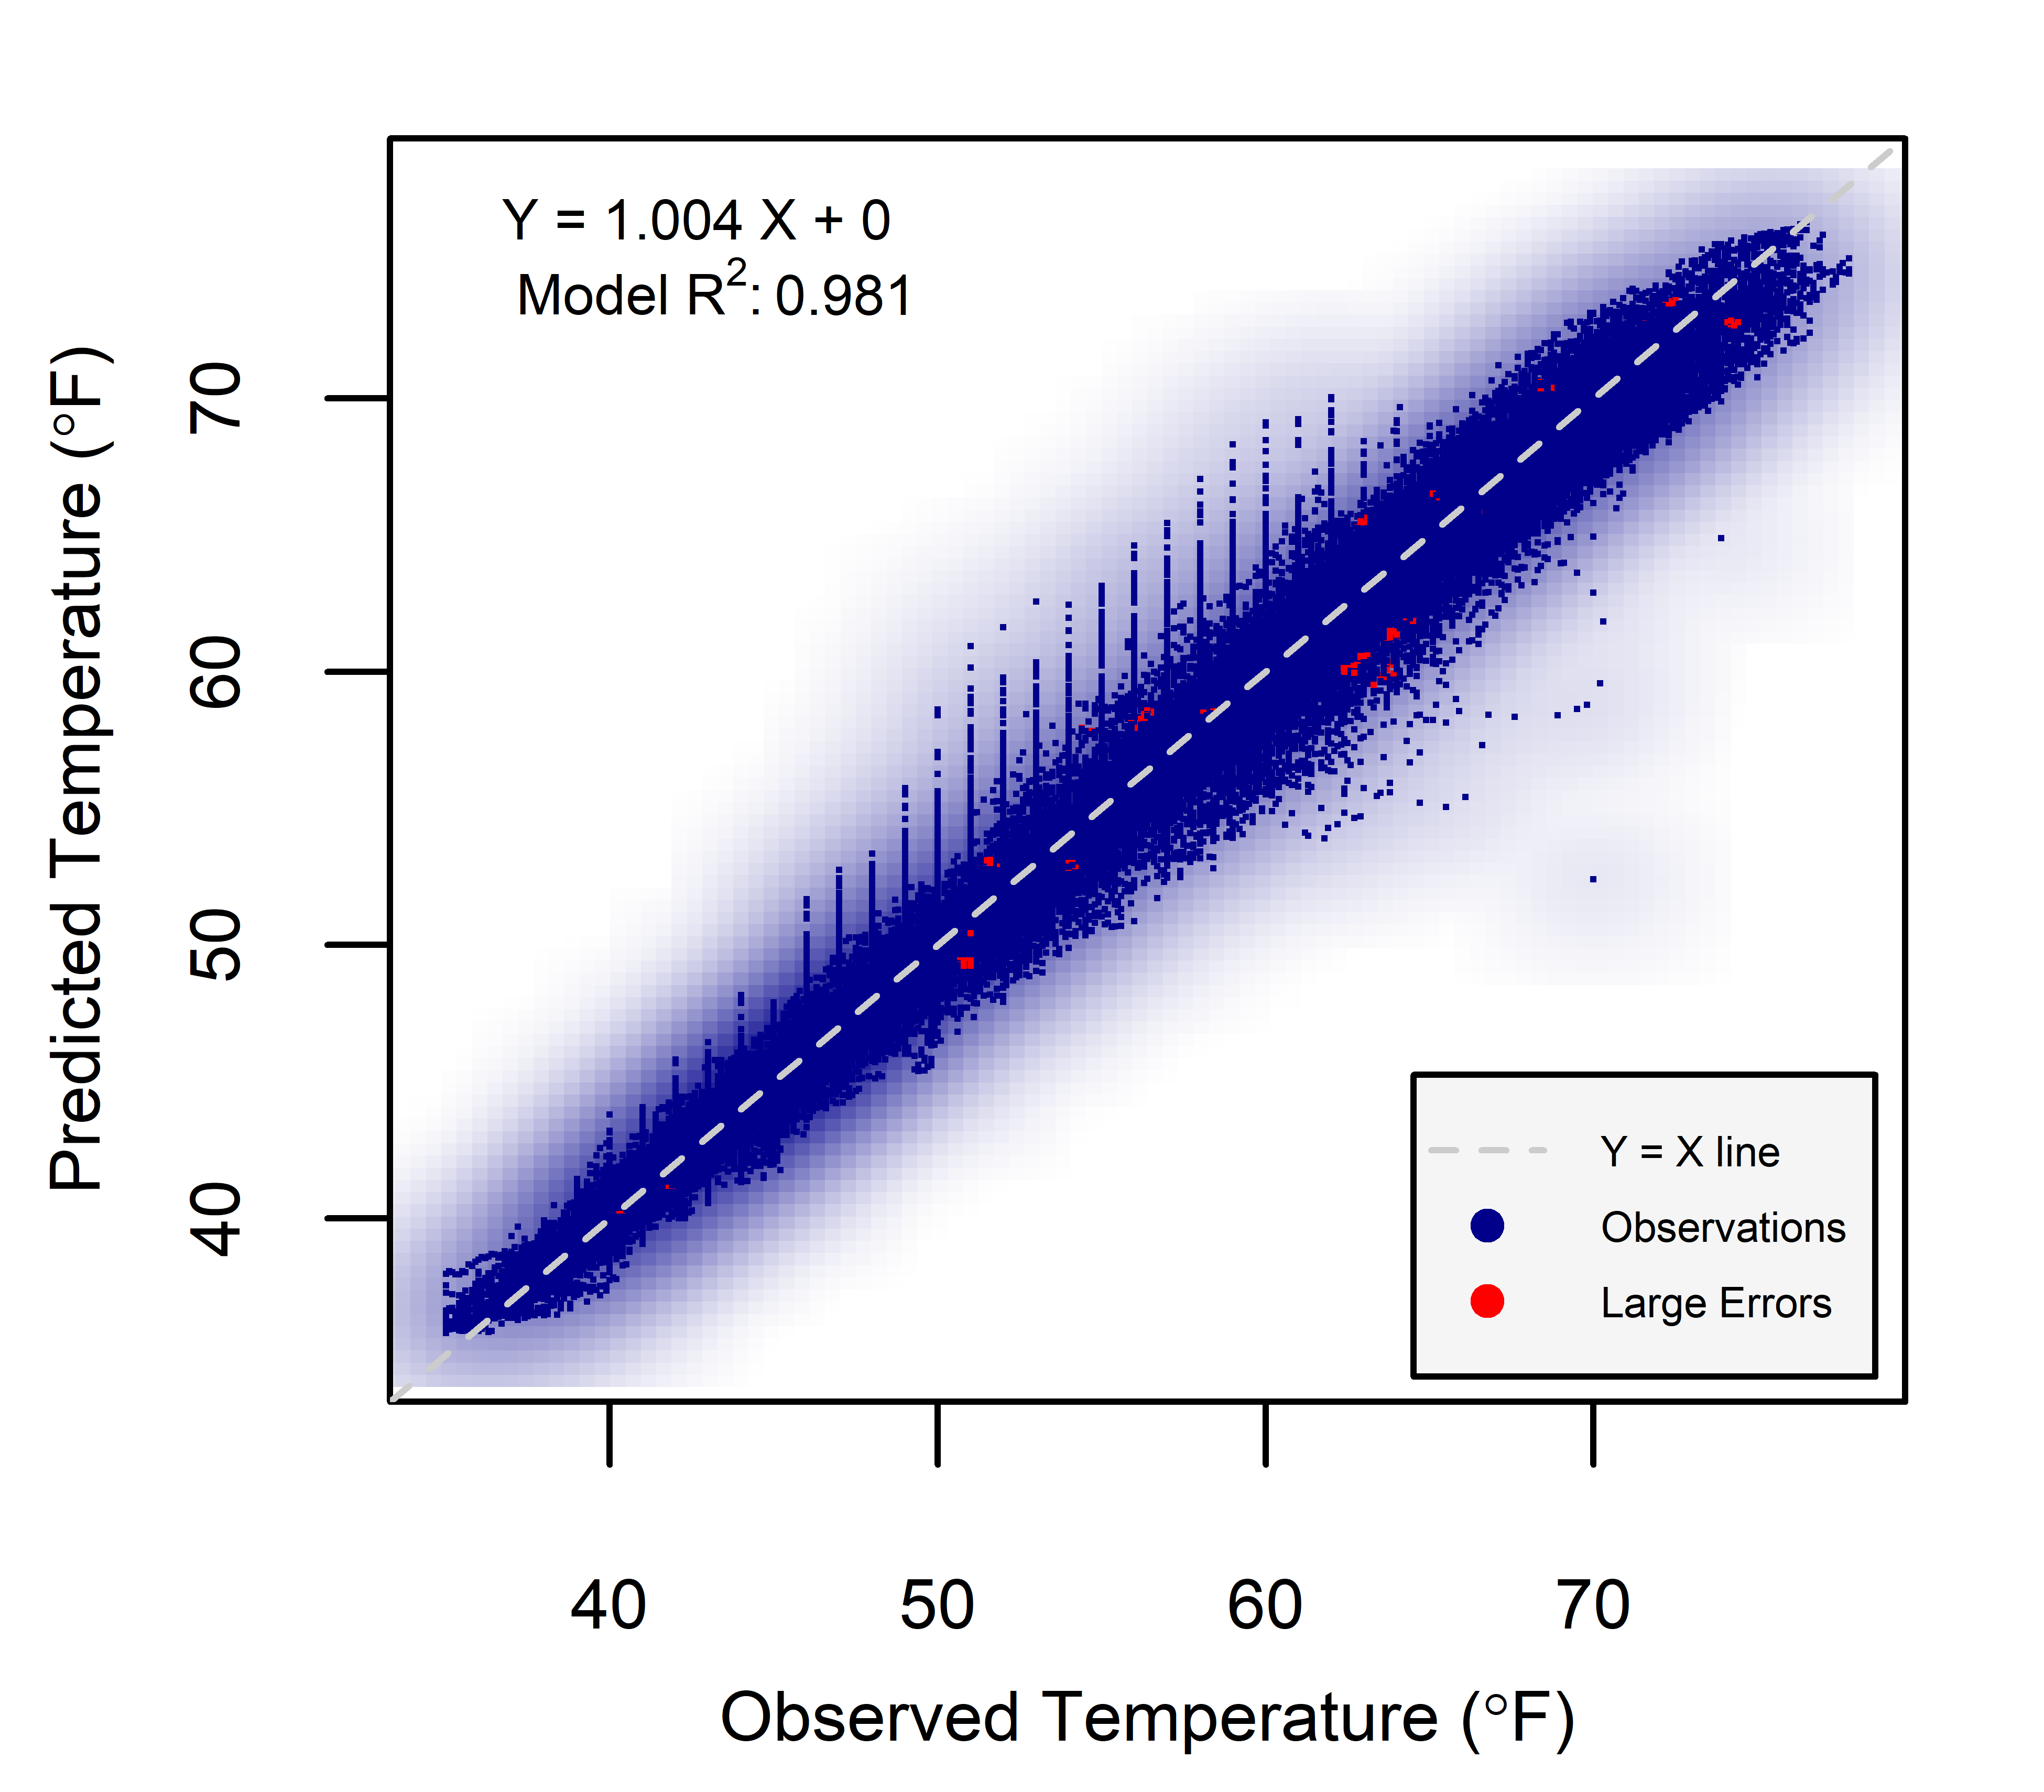 Y = 1.004 X + 0
Model R²: 0.981
Predicted Temperature (°F)
70
60
50
40
Y = X line
Observations
Large Errors
40 50 60 70
Observed Temperature (°F)